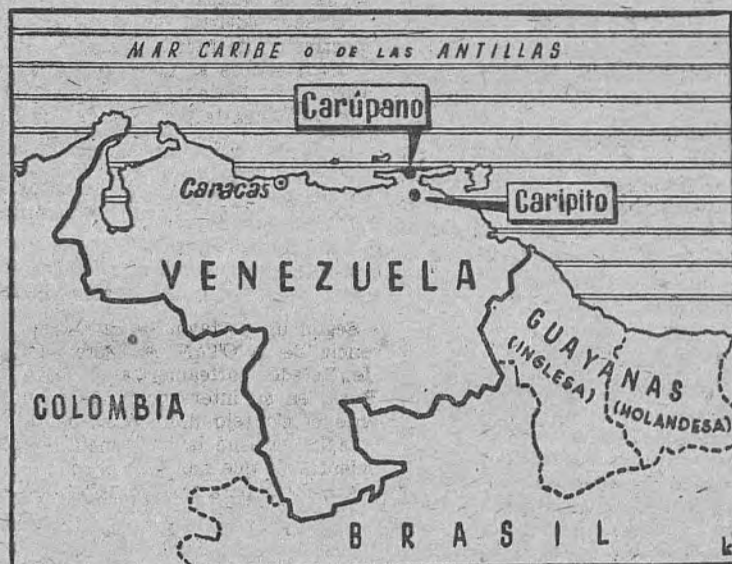 MAR CARIBE O DE LAS ANTILLAS
Carúpano
Caracas
Caripito
VENEZUELA
GUAYANAS
(INGLESA)
(HOLANDESA)
COLOMBIA
BRASIL